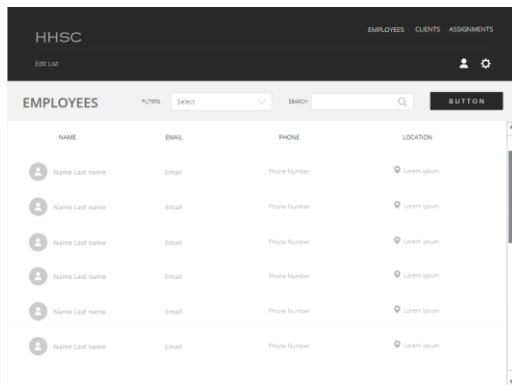 HHSC
EMPLOYEES CLIENTS ASSIGNMENTS
Edit List
EMPLOYEES FILTERS Select SEARCH BUTTON
NAME EMAIL PHONE LOCATION
Name Last name Email Phone Number Lorem ipsum
Name Last name Email Phone Number Lorem ipsum
Name Last name Email Phone Number Lorem ipsum
Name Last name Email Phone Number Lorem ipsum
Name Last name Email Phone Number Lorem ipsum
Name Last name Email Phone Number Lorem ipsum